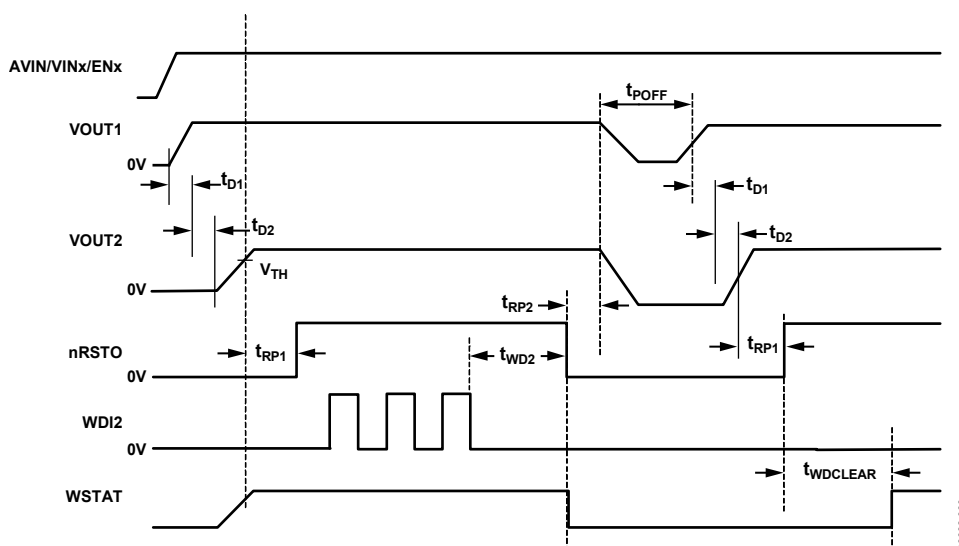 AVIN/VINx/ENx
tPOFF
VOUT1
0V
tD1
tD1
tD2
tD2
VOUT2
VTH
0V
tRP2
nRSTO
tRP1
tWD2
tRP1
0V
WDI2
0V
tWDCLEAR
WSTAT